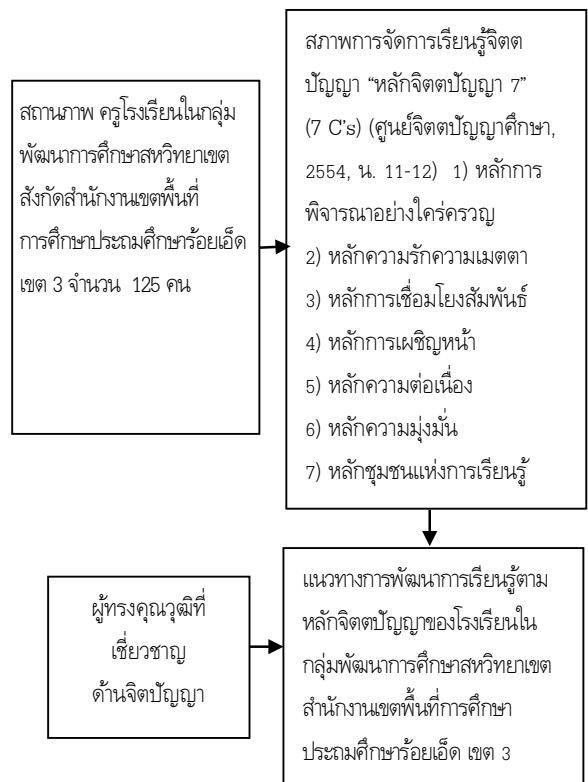 สถานภาพ ครูโรงเรียนในกลุ่ม
พัฒนาการศึกษาสหวิทยาเขต
สังกัดสำนักงานเขตพื้นที่
การศึกษาประถมศึกษาร้อยเอ็ด
เขต 3 จำนวน 125 คน
สภาพการจัดการเรียนรู้จิตต
ปัญญา “หลักจิตตปัญญา 7”
(7 C's) (ศูนย์จิตตปัญญาศึกษา,
2554, น. 11-12) 1) หลักการ
พิจารณาอย่างใคร่ครวญ
2) หลักความรักความเมตตา
3) หลักการเชื่อมโยงสัมพันธ์
4) หลักการเผชิญหน้า
5) หลักความต่อเนื่อง
6) หลักความมุ่งมั่น
7) หลักชุมชนแห่งการเรียนรู้
ผู้ทรงคุณวุฒิที่
เชี่ยวชาญ
ด้านจิตปัญญา
แนวทางการพัฒนาการเรียนรู้ตาม
หลักจิตตปัญญาของโรงเรียนใน
กลุ่มพัฒนาการศึกษาสหวิทยาเขต
สำนักงานเขตพื้นที่การศึกษา
ประถมศึกษาร้อยเอ็ด เขต 3